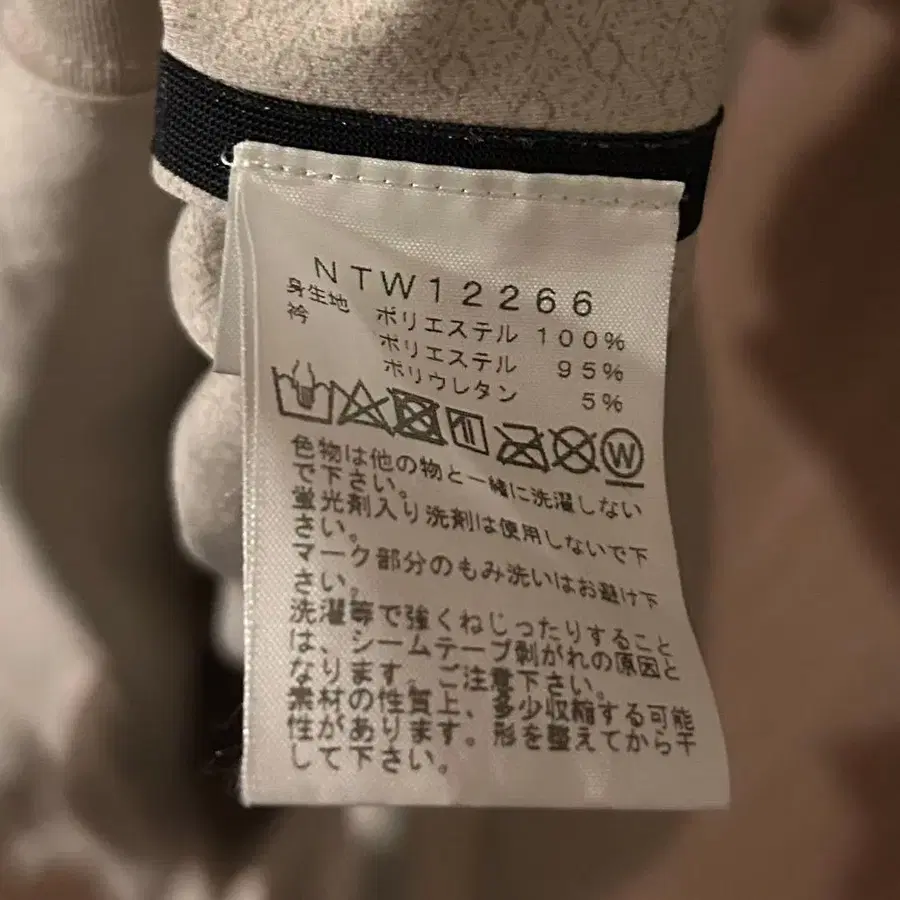 NTW12266
身生地 ポリエステル 100%
衿 ポリエステル 95%
ポリウレタン 5%
W
色物は他の物と一緒に洗濯しない
で下さい。
蛍光剤入り洗剤は使用しないで下
さい。
マーク部分のもみ洗いはお避け下
さい。
洗濯等で強くねじったりすること
は、シームテープ剥がれの原因と
なります。ご注意下さい。
素材の性質上、多少収縮する可能
性があります。形を整えてから干
して下さい。